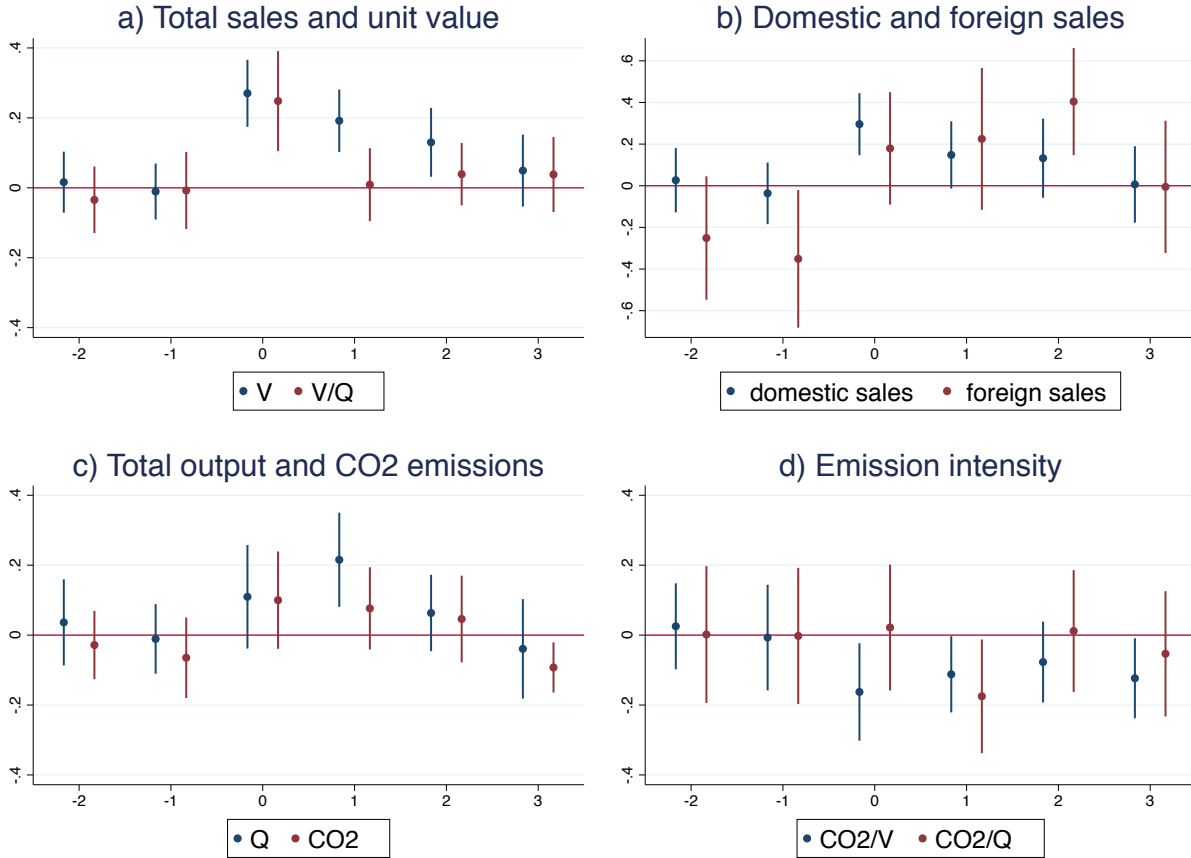 a) Total sales and unit value
.4
.2
0
-.2
-.4
-2 -1 0 1 2 3
V V/Q
b) Domestic and foreign sales
.6
.4
.2
0
-.2
-.4
-.6
-2 -1 0 1 2 3
domestic sales foreign sales
c) Total output and CO2 emissions
.4
.2
0
-.2
-.4
-2 -1 0 1 2 3
Q CO2
d) Emission intensity
.4
.2
0
-.2
-.4
-2 -1 0 1 2 3
CO2/V CO2/Q